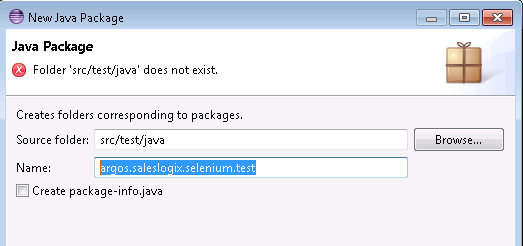 New Java Package
Java Package
Folder 'src/test/java' does not exist.
Creates folders corresponding to packages.
Source folder: src/test/java Browse...
Name: argos.saleslogix.selenium.test
Create package-info.java